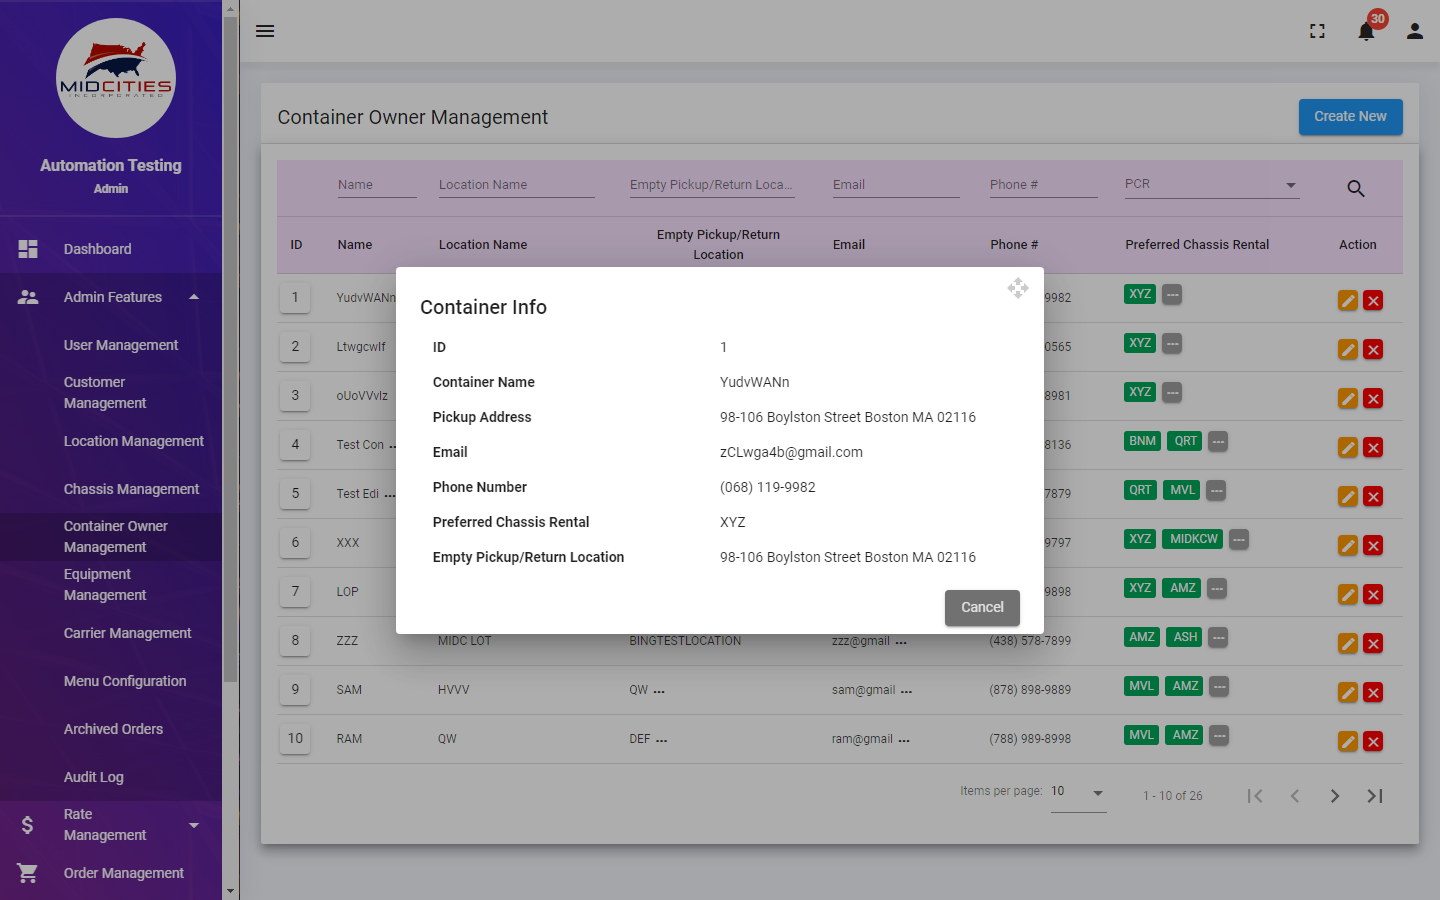 MIDCITIES
INCORPORATED
Automation Testing
Admin
Dashboard
Admin Features
User Management
Customer
Management
Location Management
Chassis Management
Container Owner
Management
Equipment
Management
Carrier Management
Menu Configuration
Archived Orders
Audit Log
Rate
Management
Order Management
30
Container Owner Management
Create New
Name Location Name Empty Pickup/Return Loca... Email Phone # PCR
ID Name Location Name Empty Pickup/Return Location Email Phone # Preferred Chassis Rental Action
1 YudvWANn 9982 XYZ ---
2 Ltwgcwlf 0565 XYZ ---
3 oUoVVvlz 8981 XYZ ---
4 Test Con ... 8136 BNM QRT ---
5 Test Edi ... 7879 QRT MVL ---
6 XXX 9797 XYZ MIDKCW ---
7 LOP 9898 XYZ AMZ ---
8 ZZZ MIDC LOT BINGTESTLOCATION zzz@gmail ... (438) 578-7899 AMZ ASH ---
9 SAM HVVV QW ... sam@gmail ... (878) 898-9889 MVL AMZ ---
10 RAM QW DEF ... ram@gmail ... (788) 989-8998 MVL AMZ ---
Items per page: 10 1 - 10 of 26
Container Info
ID 1
Container Name YudvWANn
Pickup Address 98-106 Boylston Street Boston MA 02116
Email zCLwga4b@gmail.com
Phone Number (068) 119-9982
Preferred Chassis Rental XYZ
Empty Pickup/Return Location 98-106 Boylston Street Boston MA 02116
Cancel